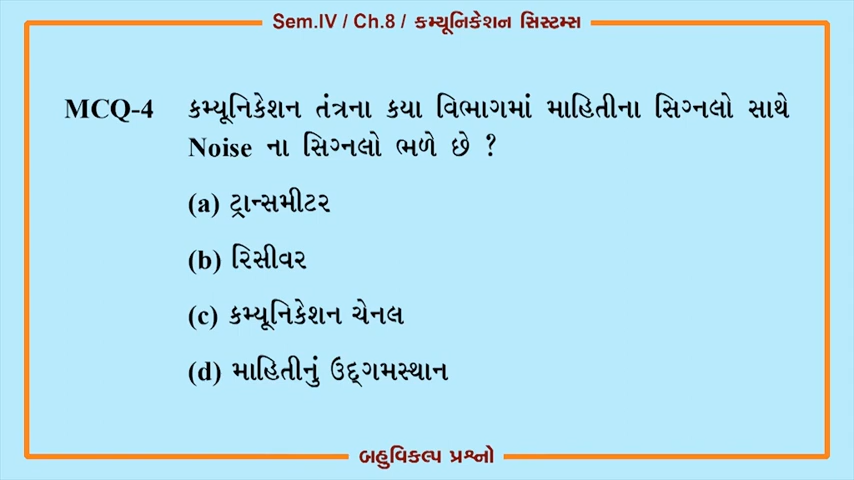 Sem.IV / Ch.8 / કમ્યૂનિકેશન સિસ્ટમ્સ
MCQ-4 કમ્યૂનિકેશન તંત્રના કયા વિભાગમાં માહિતીના સિગ્નલો સાથે
Noise ના સિગ્નલો ભળે છે ?
(a) ટ્રાન્સમીટર
(b) રિસીવર
(c) કમ્યૂનિકેશન ચેનલ
(d) માહિતીનું ઉદ્ગમસ્થાન
બહુવિકલ્પ પ્રશ્નો